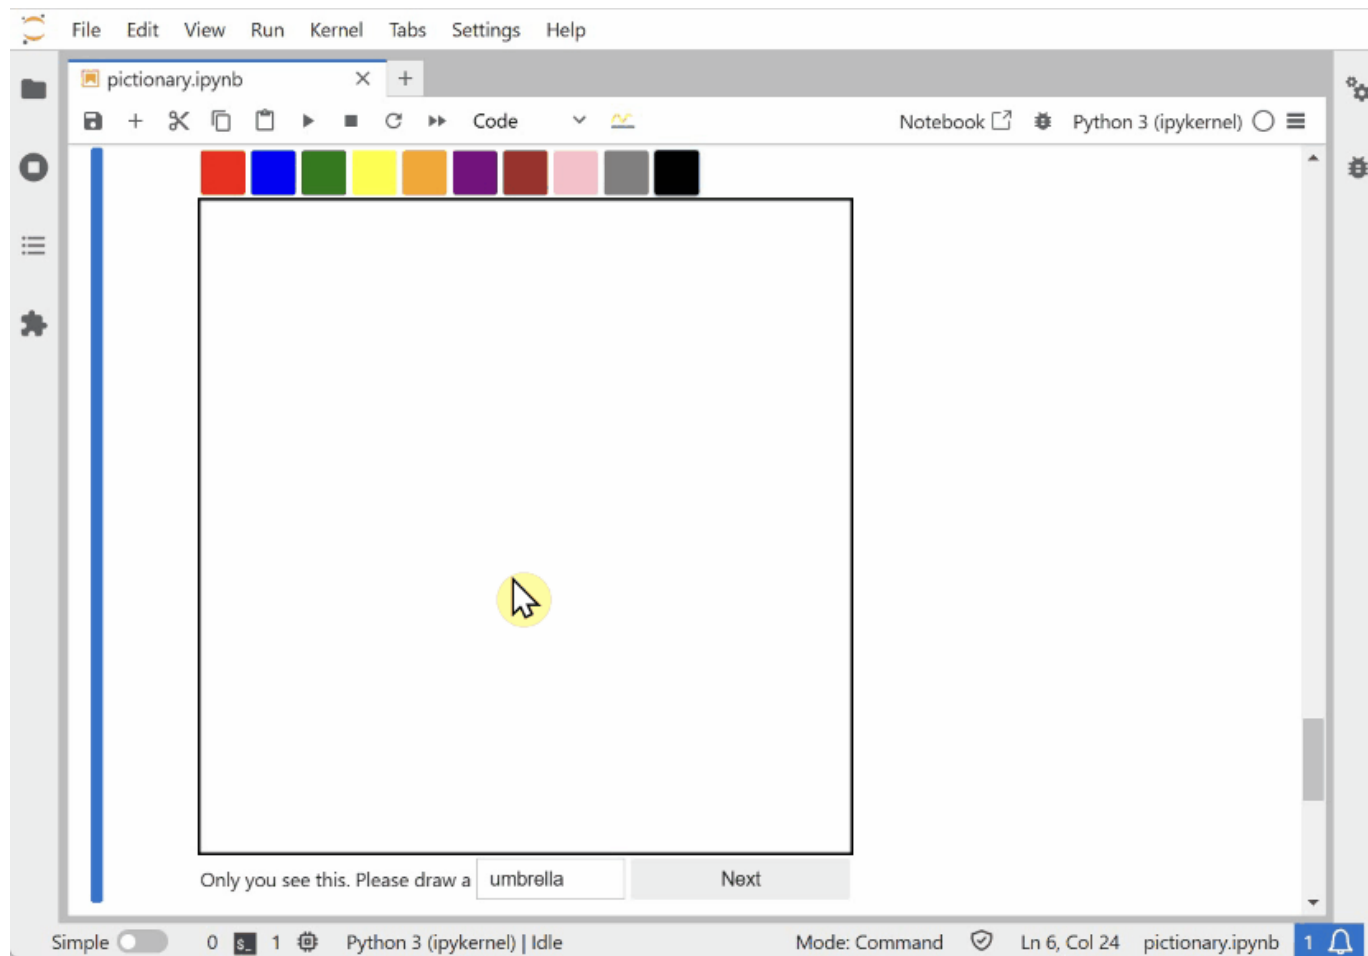 File Edit View Run Kernel Tabs Settings Help
pictionary.ipynb
Code Notebook Python 3 (ipykernel)
Only you see this. Please draw a umbrella Next
Simple 0 s_ 1 Python 3 (ipykernel) | Idle Mode: Command Ln 6, Col 24 pictionary.ipynb 1